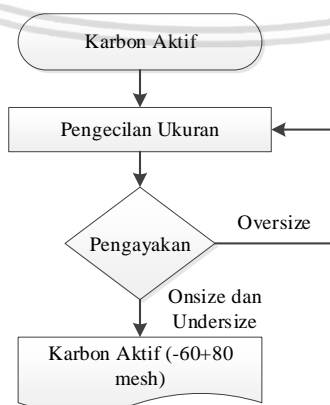 Karbon Aktif
Pengecilan Ukuran
Pengayakan
Oversize
Onsize dan
Undersize
Karbon Aktif (-60+80
mesh)